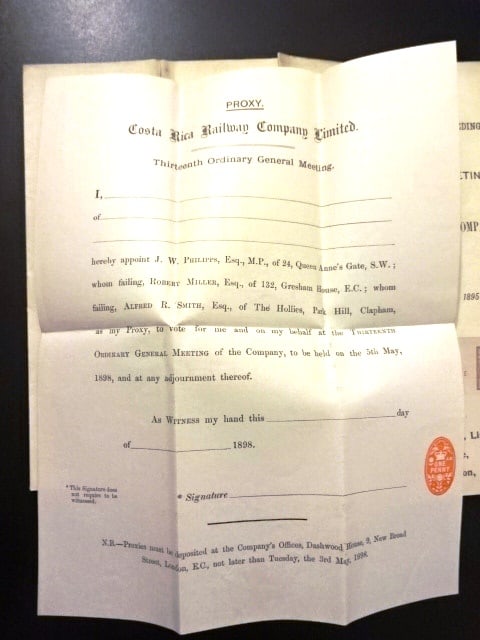 PROXY.
Costa Rica Railway Company Limited.
Thirteenth Ordinary General Meeting.
I,
of
hereby appoint J. W. PHILIPPS, Esq., M.P., of 24, Queen Anne's Gate, S.W.;
whom failing, ROBERT MILLER, Esq., of 132, Gresham House, E.C.; whom
failing, ALFRED R. SMITH, Esq., of The Hollies, Park Hill, Clapham,
as my Proxy, to vote for me and on my behalf at the THIRTEENTH
ORDINARY GENERAL MEETING of the Company, to be held on the 5th May,
1898, and at any adjournment thereof.
As WITNESS my hand this day
of 1898.
* This Signature does
not require to be
witnessed.
* Signature
N.B.—Proxies must be deposited at the Company's Offices, Dashwood House, 9, New Broad
Street, London, E.C., not later than Tuesday, the 3rd May, 1898.
ONE
PENNY
1895